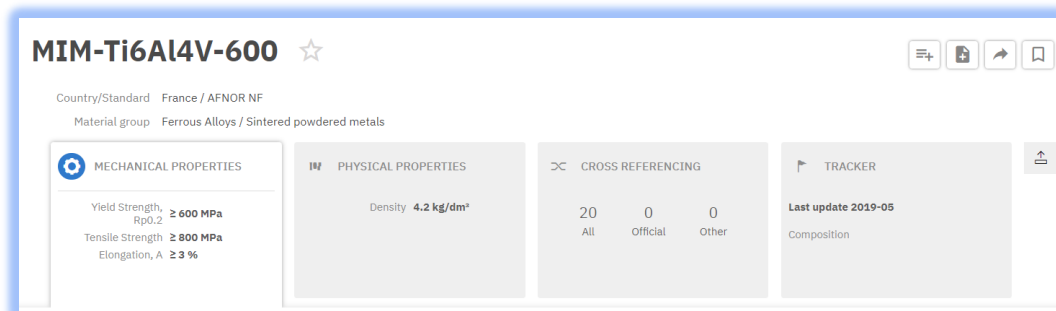 MIM-Ti6Al4V-600
Country/Standard France / AFNOR NF
Material group Ferrous Alloys / Sintered powdered metals
MECHANICAL PROPERTIES
Yield Strength, Rp0.2 ≥ 600 MPa
Tensile Strength ≥ 800 MPa
Elongation, A ≥ 3 %
PHYSICAL PROPERTIES
Density 4.2 kg/dm³
CROSS REFERENCING
20 0 0
All Official Other
TRACKER
Last update 2019-05
Composition